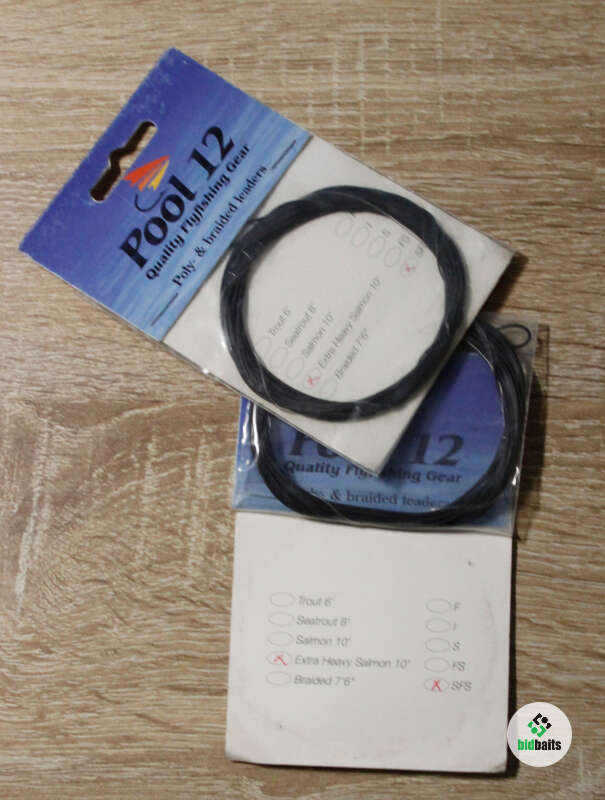 Pool 12
Quality Flyfishing Gear
Poly- & braided leaders
Trout 6'
Seatrout 8'
Salmon 10'
Extra Heavy Salmon 10'
Braided 7'6"
12
Quality Flyfishing Gear
& braided leaders
Trout 6'
Seatrout 8'
Salmon 10'
Extra Heavy Salmon 10'
Braided 7'6"
F
I
S
FS
SFS
bidbaits